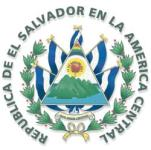 REPUBLICA DE EL SALVADOR EN LA AMERICA CENTRAL